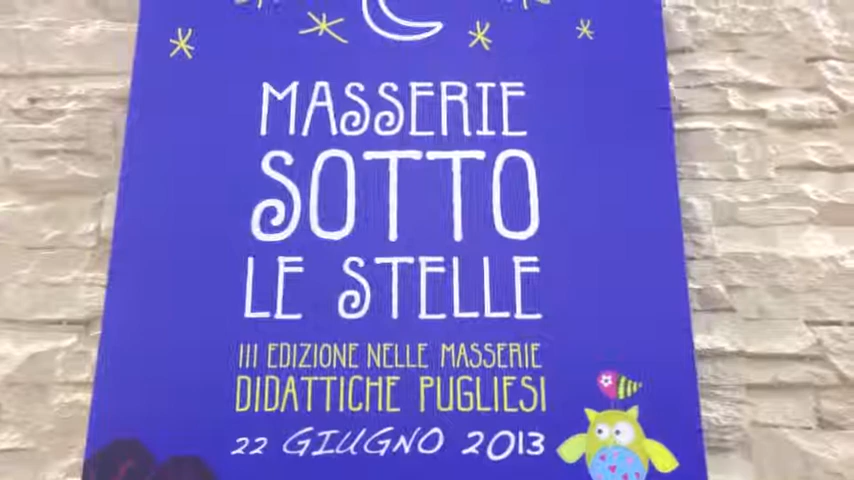 MASSERIE
SOTTO
LE STELLE
III EDIZIONE NELLE MASSERIE
DIDATTICHE PUGLIESI
22 GIUGNO 2013